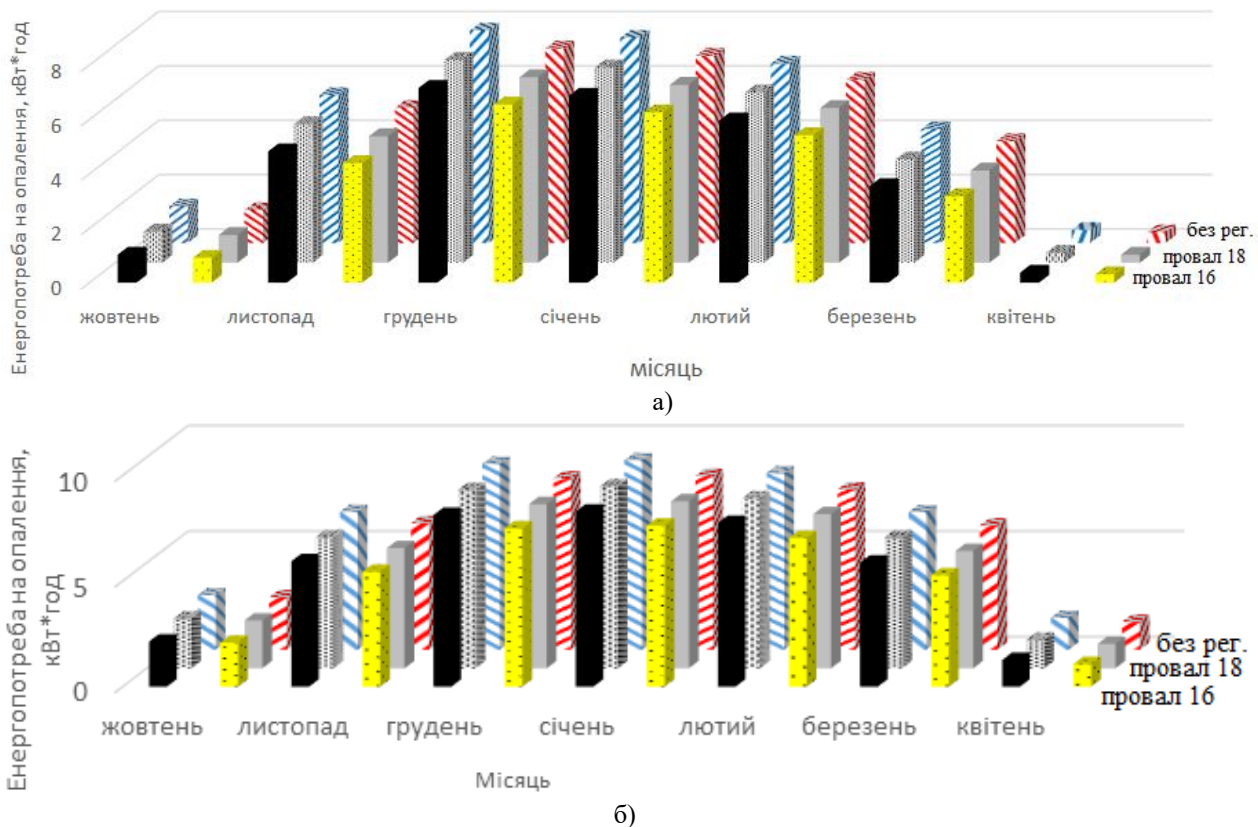 Енергопотреба на опалення, кВт*год
8
6
4
2
0
жовтень листопад грудень січень лютий березень квітень
без рег.
провал 18
провал 16
місяць
а)
Енергопотреба на опалення,
кВт*год
10
5
0
жовтень листопад грудень січень лютий березень квітень
без рег.
провал 18
провал 16
Місяць
б)